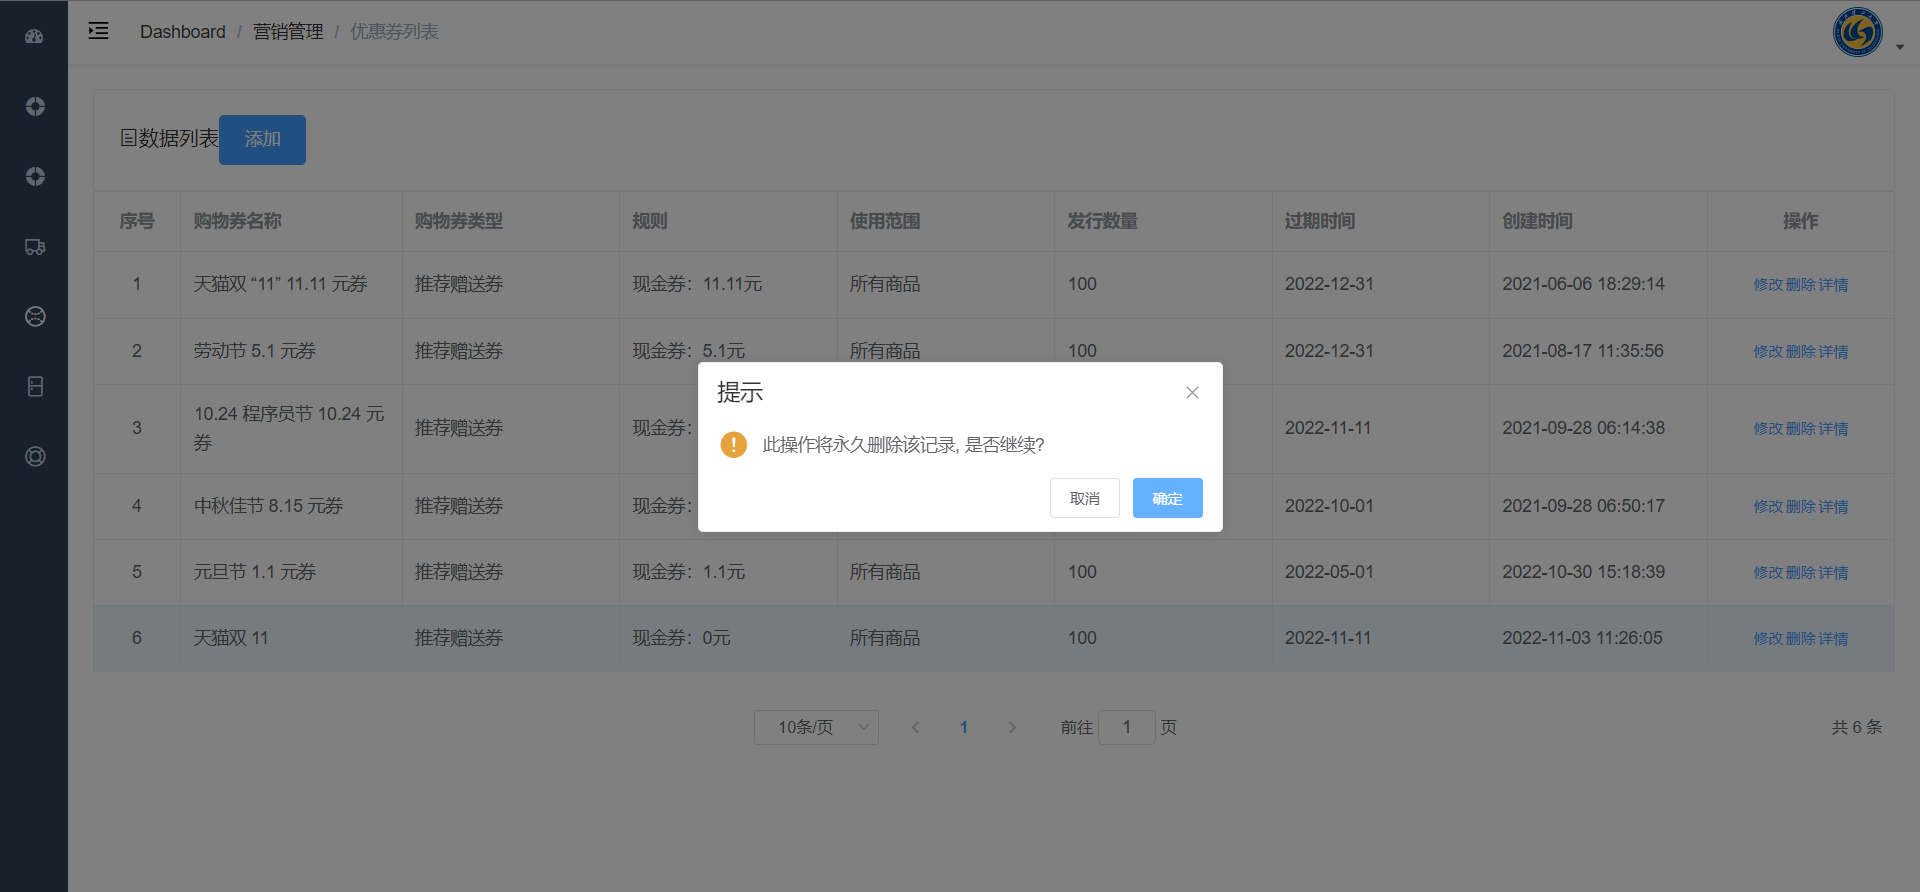 Dashboard / 营销管理 / 优惠券列表
数据列表 添加
序号 购物券名称 购物券类型 规则 使用范围 发行数量 过期时间 创建时间 操作
1 天猫双 “11” 11.11 元券 推荐赠送券 现金券：11.11元 所有商品 100 2022-12-31 2021-06-06 18:29:14 修改 删除 详情
2 劳动节 5.1 元券 推荐赠送券 现金券：5.1元 所有商品 100 2022-12-31 2021-08-17 11:35:56 修改 删除 详情
提示
3 10.24 程序员节 10.24 元券 推荐赠送券 现金券： 2022-11-11 2021-09-28 06:14:38 修改 删除 详情
此操作将永久删除该记录, 是否继续?
取消 确定
4 中秋佳节 8.15 元券 推荐赠送券 现金券： 2022-10-01 2021-09-28 06:50:17 修改 删除 详情
5 元旦节 1.1 元券 推荐赠送券 现金券：1.1元 所有商品 100 2022-05-01 2022-10-30 15:18:39 修改 删除 详情
6 天猫双 11 推荐赠送券 现金券：0元 所有商品 100 2022-11-11 2022-11-03 11:26:05 修改 删除 详情
10条/页 1 前往 1 页 共 6 条